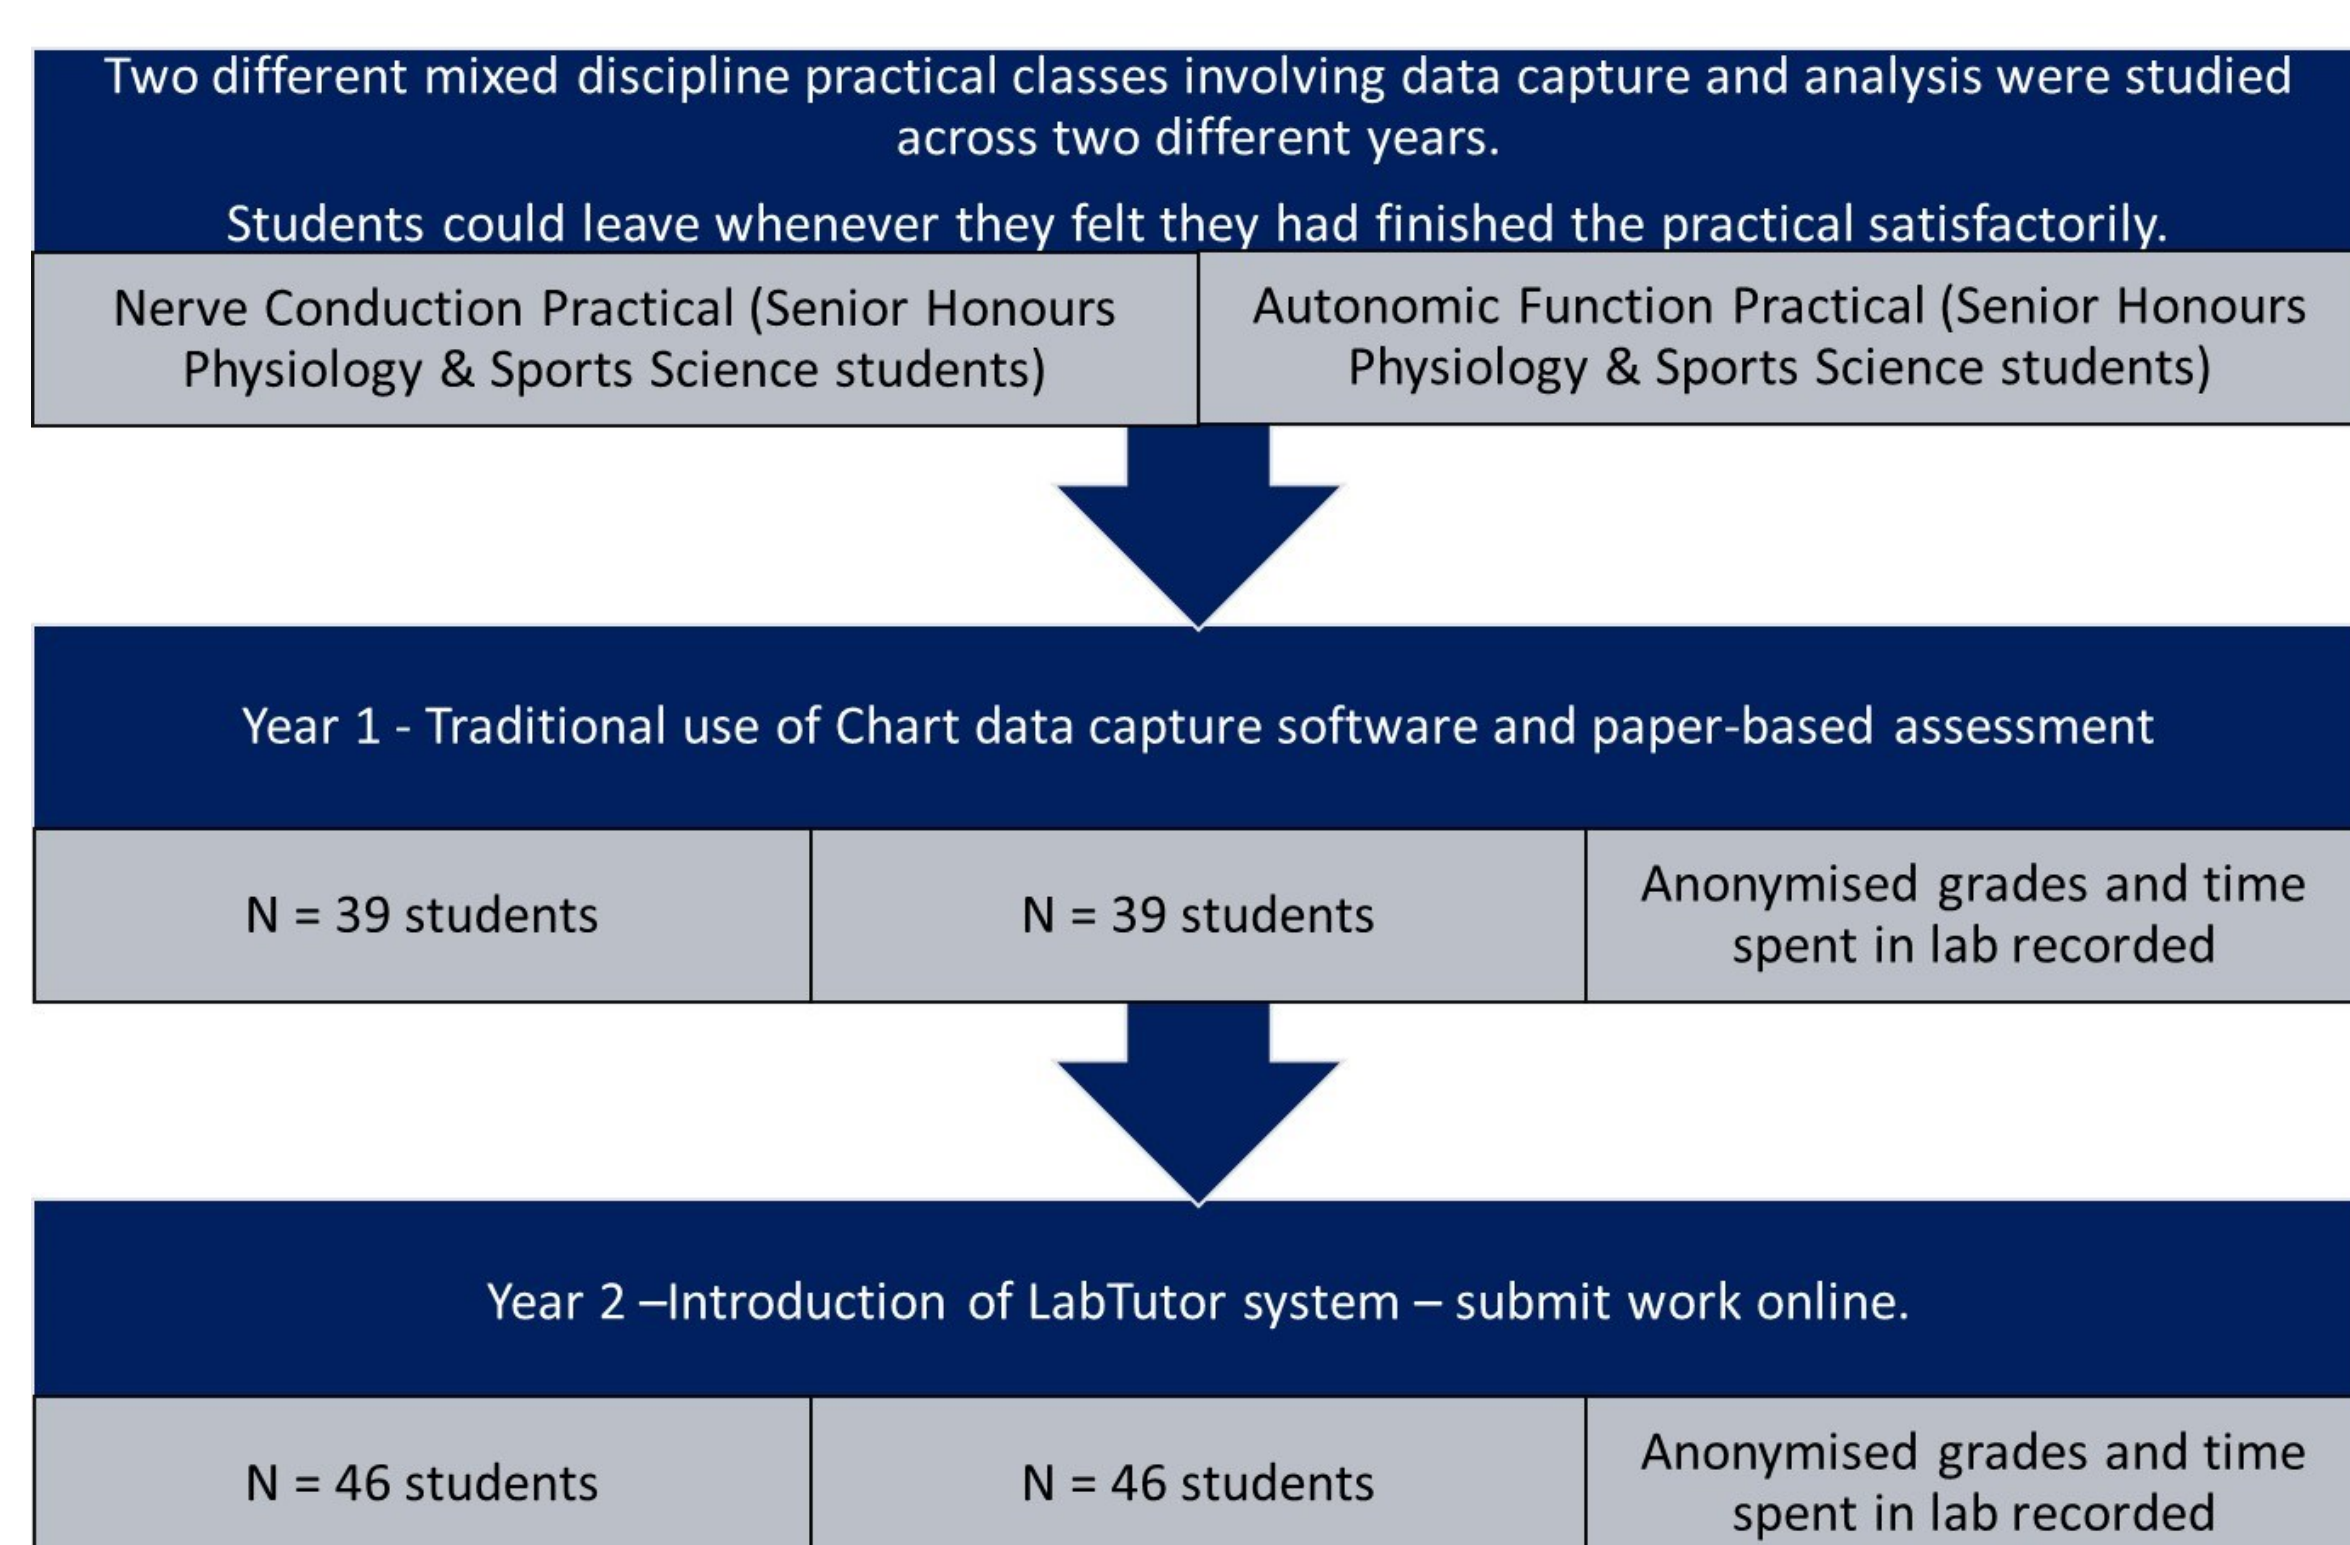 Two different mixed discipline practical classes involving data capture and analysis were studied
across two different years.
Students could leave whenever they felt they had finished the practical satisfactorily.
Nerve Conduction Practical (Senior Honours
Physiology & Sports Science students)
Autonomic Function Practical (Senior Honours
Physiology & Sports Science students)
Year 1 - Traditional use of Chart data capture software and paper-based assessment
N = 39 students
N = 39 students
Anonymised grades and time
spent in lab recorded
Year 2 –Introduction of LabTutor system – submit work online.
N = 46 students
N = 46 students
Anonymised grades and time
spent in lab recorded